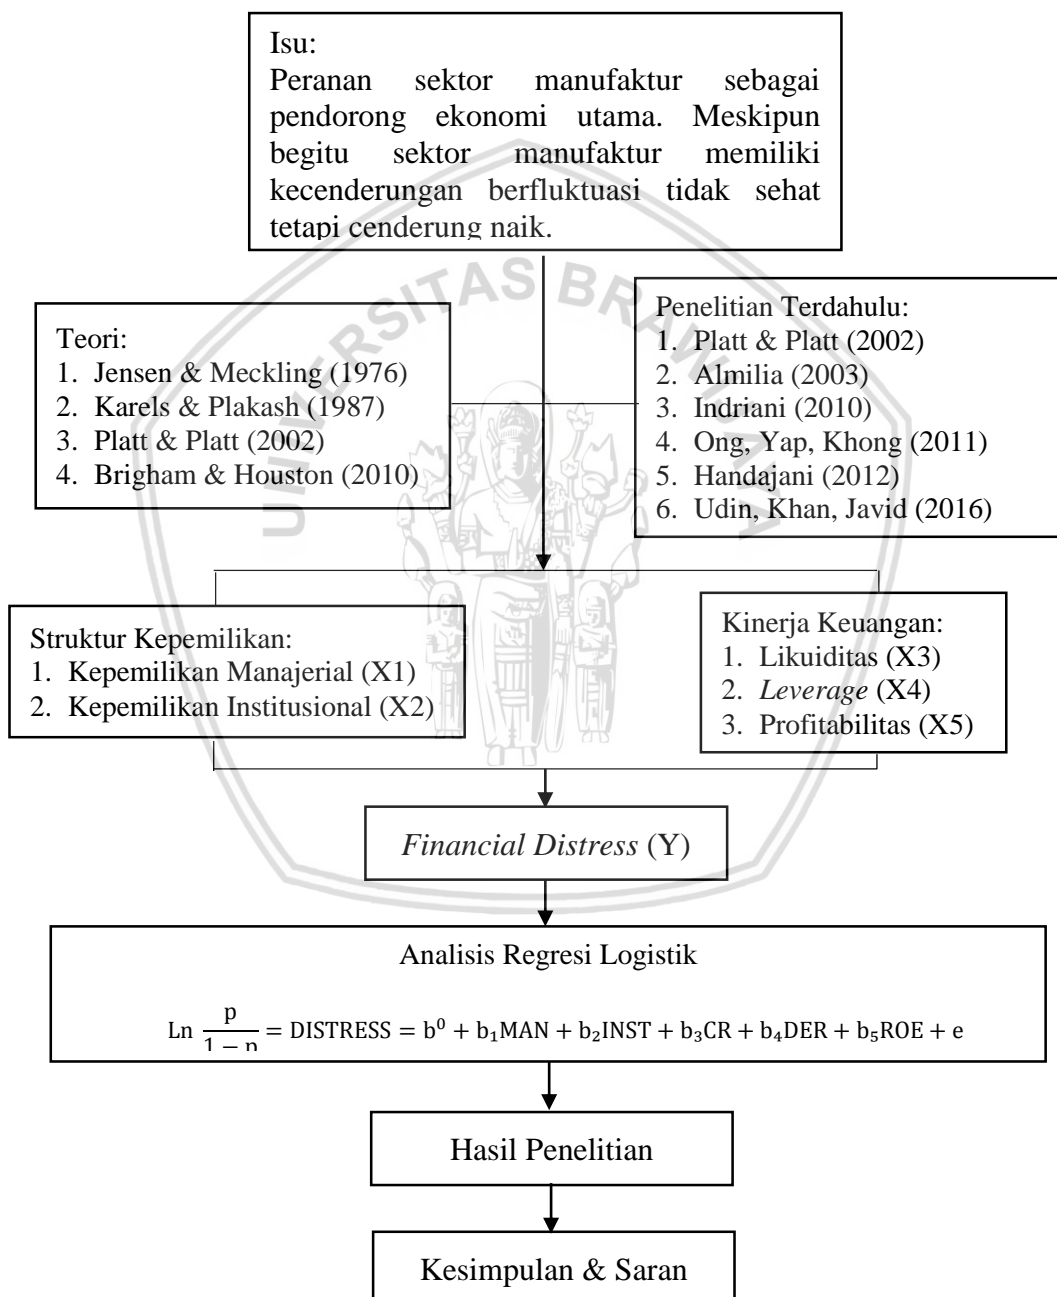 Isu:
Peranan sektor manufaktur sebagai
pendorong ekonomi utama. Meskipun
begitu sektor manufaktur memiliki
kecenderungan berfluktuasi tidak sehat
tetapi cenderung naik.
UNIVERSITAS BRAWIJAYA
Teori:
1. Jensen & Meckling (1976)
2. Karels & Plakash (1987)
3. Platt & Platt (2002)
4. Brigham & Houston (2010)
Penelitian Terdahulu:
1. Platt & Platt (2002)
2. Almilia (2003)
3. Indriani (2010)
4. Ong, Yap, Khong (2011)
5. Handajani (2012)
6. Udin, Khan, Javid (2016)
Struktur Kepemilikan:
1. Kepemilikan Manajerial (X1)
2. Kepemilikan Institusional (X2)
Kinerja Keuangan:
1. Likuiditas (X3)
2. Leverage (X4)
3. Profitabilitas (X5)
Financial Distress (Y)
Analisis Regresi Logistik
Ln p/(1 − p) = DISTRESS = b⁰ + b₁MAN + b₂INST + b₃CR + b₄DER + b₅ROE + e
Hasil Penelitian
Kesimpulan & Saran